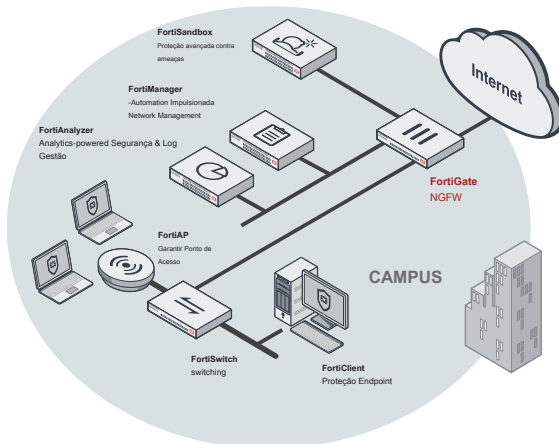 FortiSandbox
Proteção avançada contra
ameaças
FortiManager
-Automation Impulsionada
Network Management
FortiAnalyzer
Analytics-powered Segurança & Log
Gestão
Internet
FortiGate
NGFW
FortiAP
Garantir Ponto de
Acesso
CAMPUS
FortiSwitch
switching
FortiClient
Proteção Endpoint